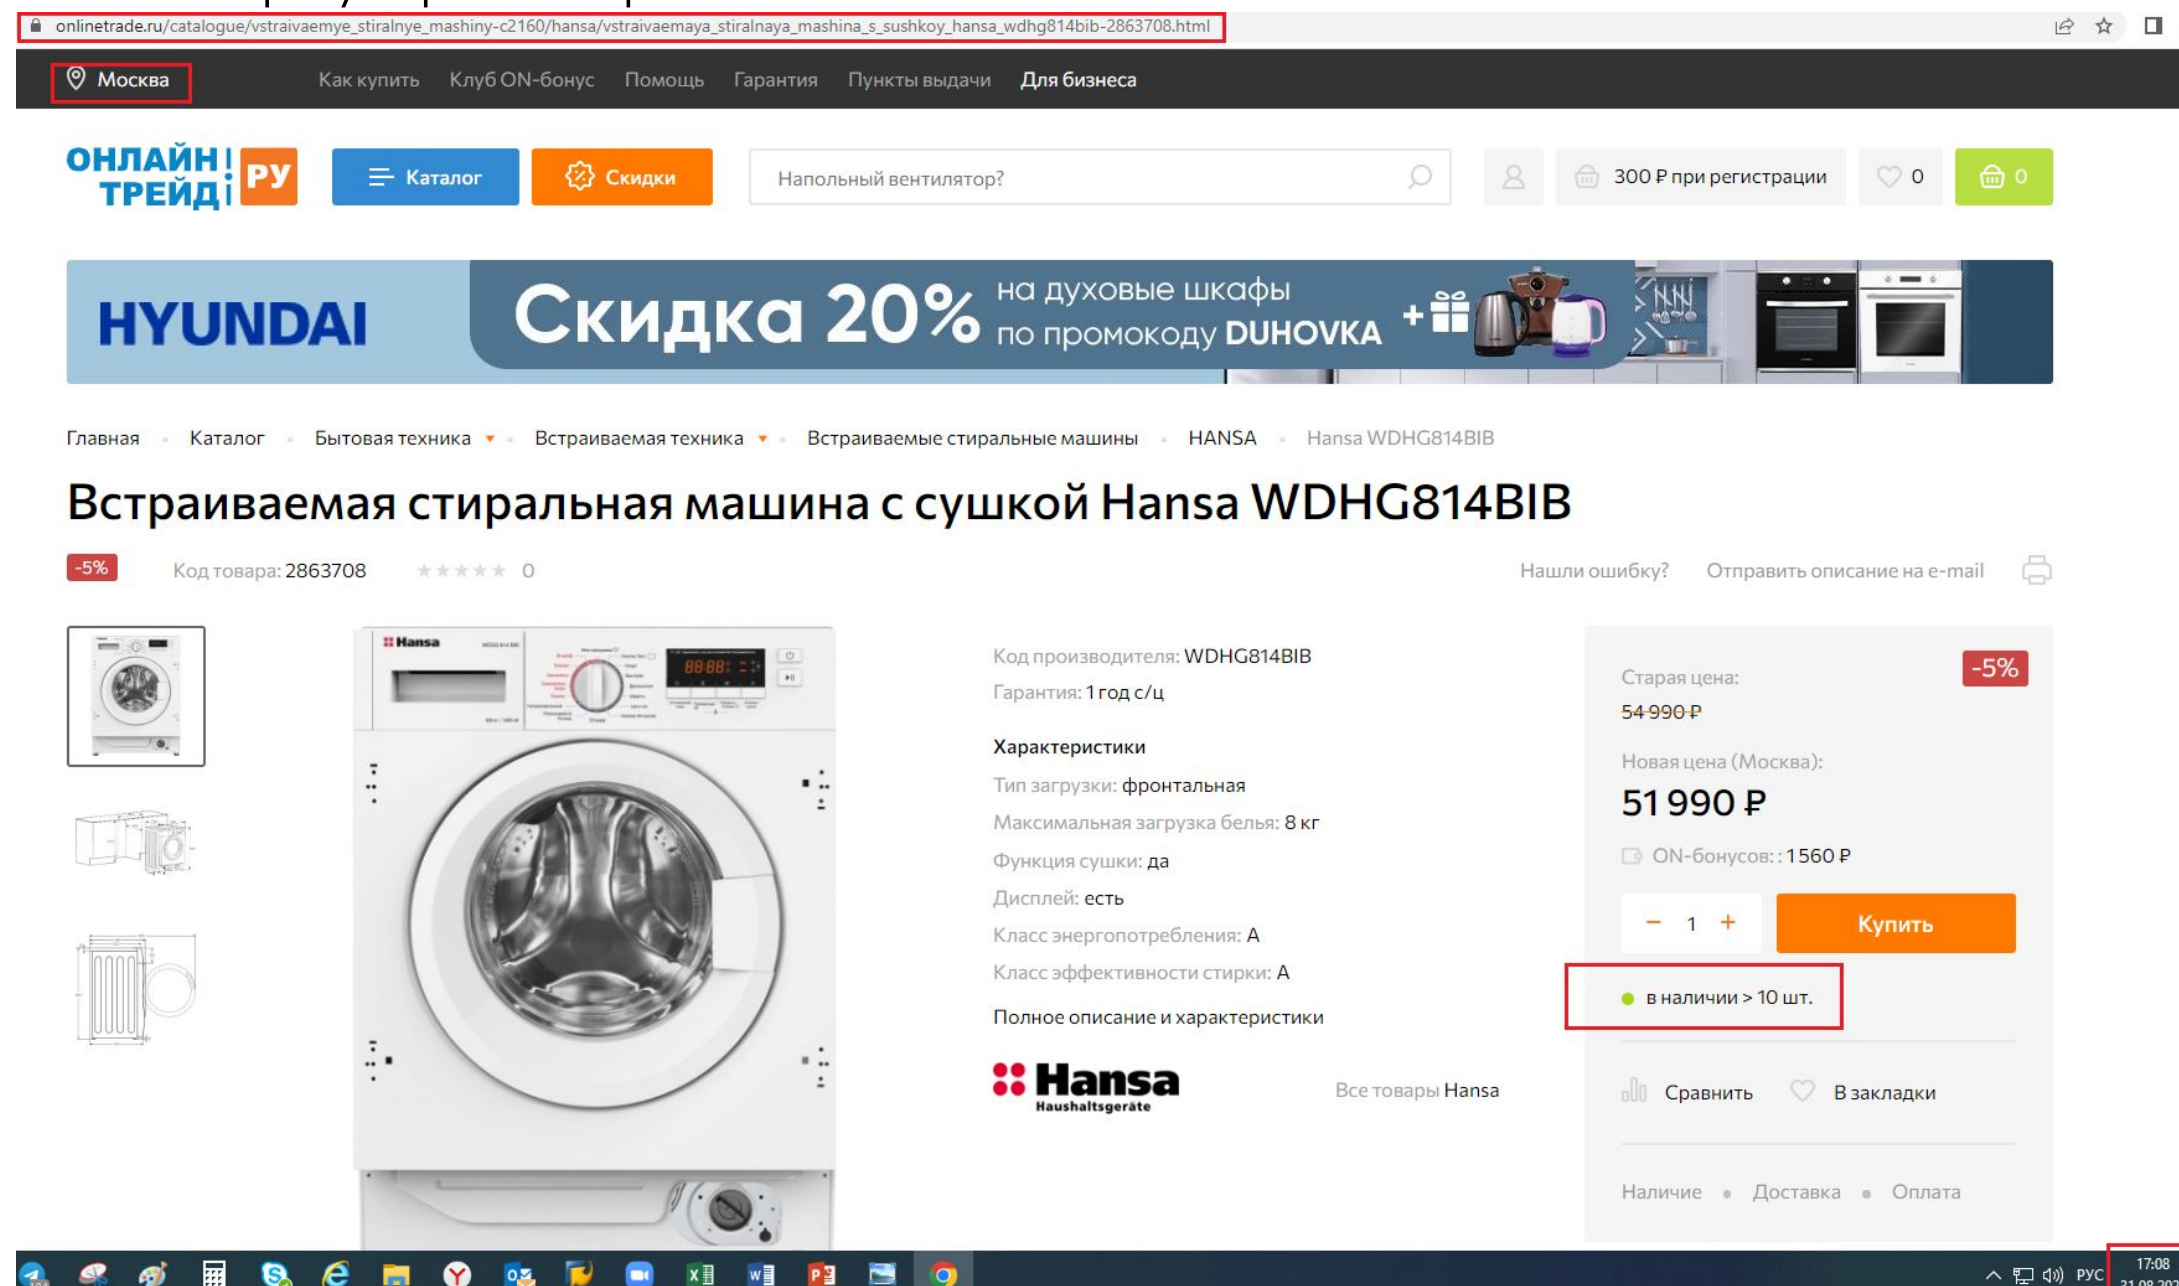 onlinetrade.ru/catalogue/vstraivaemye_stiralnye_mashiny-c2160/hansa/vstraivaemaya_stiralnaya_mashina_s_sushkoy_hansa_wdhg814bib-2863708.html
Москва
Как купить Клуб ON-бонус Помощь Гарантия Пункты выдачи Для бизнеса
ОНЛАЙН ТРЕЙД РУ
Каталог
Скидки
Напольный вентилятор?
300 ₽ при регистрации
0
0
HYUNDAI
Скидка 20%
на духовые шкафы
по промокоду DUHOVKA
+
Главная Каталог Бытовая техника Встраиваемая техника Встраиваемые стиральные машины HANSA Hansa WDHG814BIB
Встраиваемая стиральная машина с сушкой Hansa WDHG814BIB
-5% Код товара: 2863708 0
Нашли ошибку? Отправить описание на e-mail
Hansa
88:88
Код производителя: WDHG814BIB
Гарантия: 1 год с/ц
Характеристики
Тип загрузки: фронтальная
Максимальная загрузка белья: 8 кг
Функция сушки: да
Дисплей: есть
Класс энергопотребления: A
Класс эффективности стирки: A
Полное описание и характеристики
Hansa
Haushaltsgeräte
Все товары Hansa
Старая цена:
-5%
54 990 ₽
Новая цена (Москва):
51 990 ₽
ON-бонусов: : 1 560 ₽
− 1 +
Купить
в наличии > 10 шт.
Сравнить
В закладки
Наличие Доставка Оплата
РУС
17:08